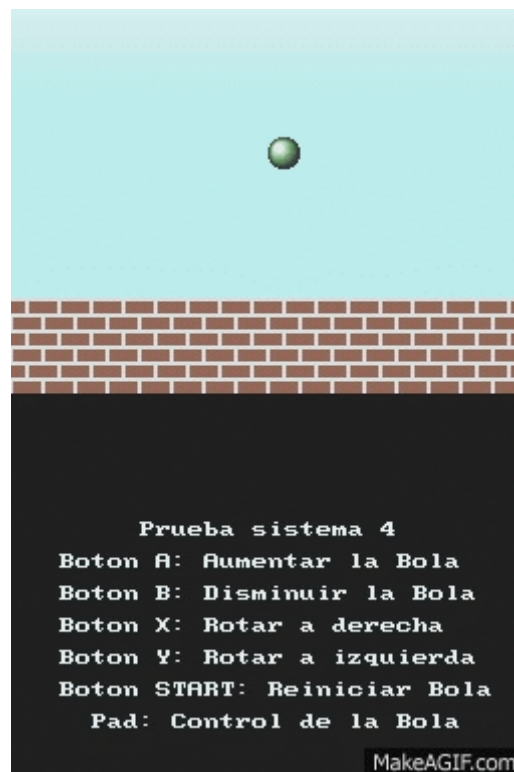 Prueba sistema 4
Boton A: Aumentar la Bola
Boton B: Disminuir la Bola
Boton X: Rotar a derecha
Boton Y: Rotar a izquierda
Boton START: Reiniciar Bola
Pad: Control de la Bola
MakeAGIF.com